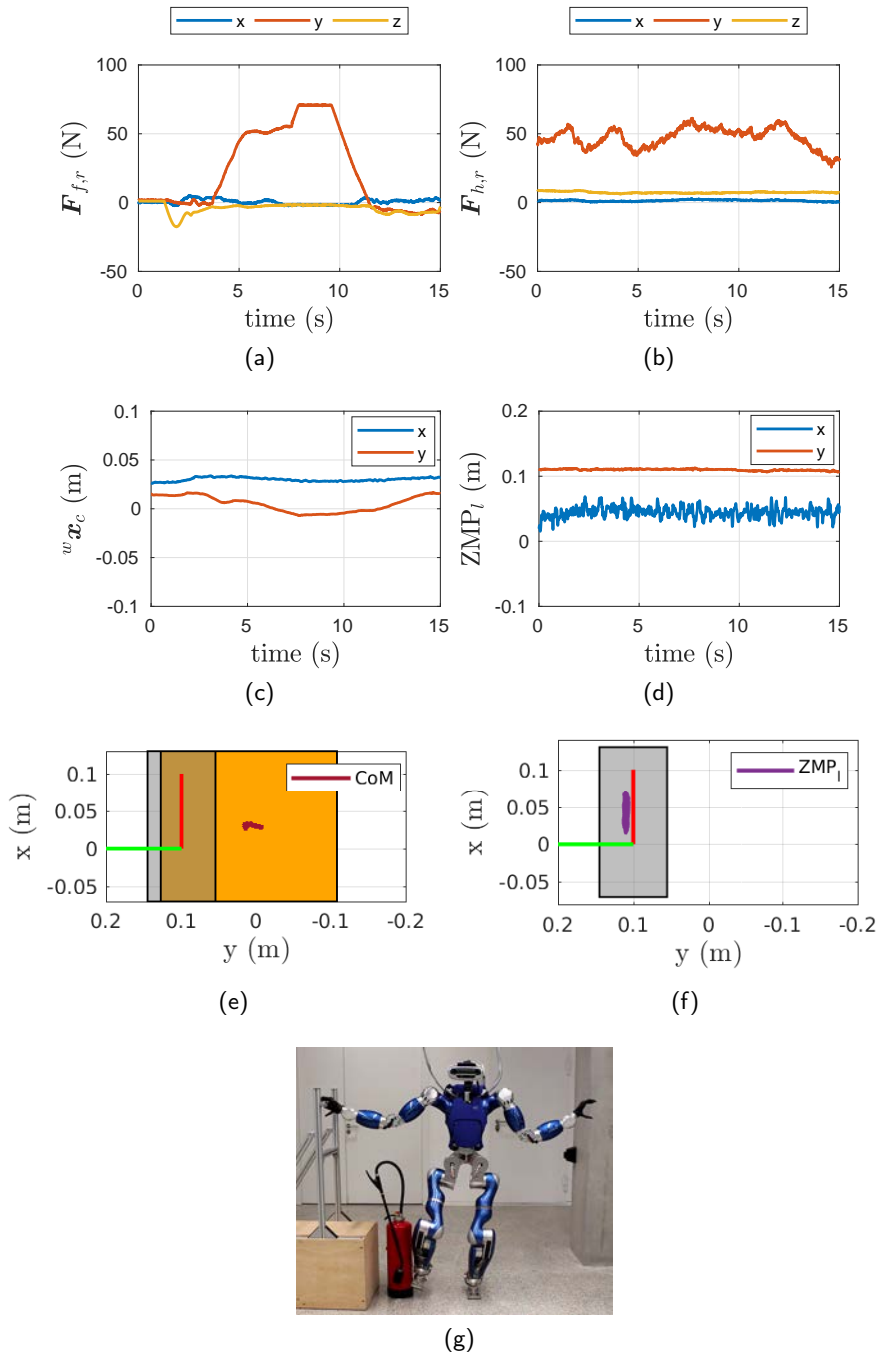 x y z
x y z
100
50
0
-50
F_{f,r} (N)
0 5 10 15
time (s)
(a)
100
50
0
-50
F_{h,r} (N)
0 5 10 15
time (s)
(b)
0.1
0.05
0
-0.05
-0.1
^w x_c (m)
x
y
0 5 10 15
time (s)
(c)
0.2
0.1
0
-0.1
ZMP_l (m)
x
y
0 5 10 15
time (s)
(d)
0.1
0.05
0
-0.05
x (m)
CoM
0.2 0.1 0 -0.1 -0.2
y (m)
(e)
0.1
0.05
0
-0.05
x (m)
ZMP_l
0.2 0.1 0 -0.1 -0.2
y (m)
(f)
(g)